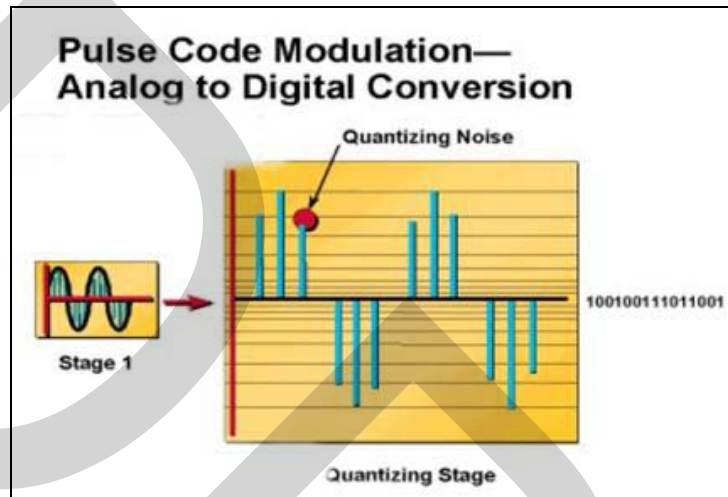 Pulse Code Modulation—
Analog to Digital Conversion
Quantizing Noise
100100111011001
Stage 1
Quantizing Stage